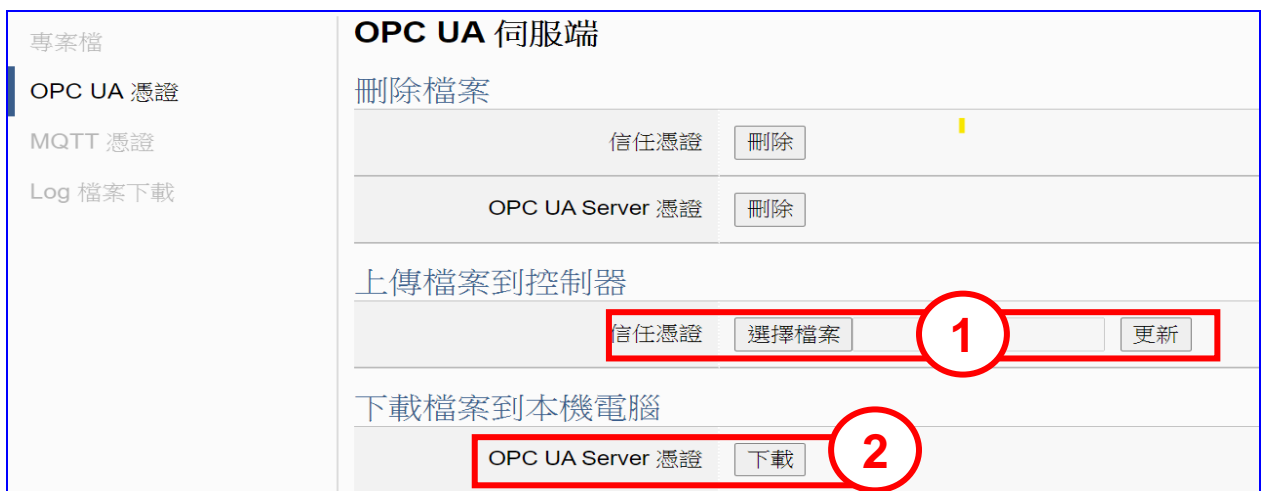 專案檔
OPC UA 憑證
MQTT 憑證
Log 檔案下載
OPC UA 伺服端
刪除檔案
信任憑證 刪除
OPC UA Server 憑證 刪除
上傳檔案到控制器
信任憑證 選擇檔案 1 更新
下載檔案到本機電腦
OPC UA Server 憑證 下載 2